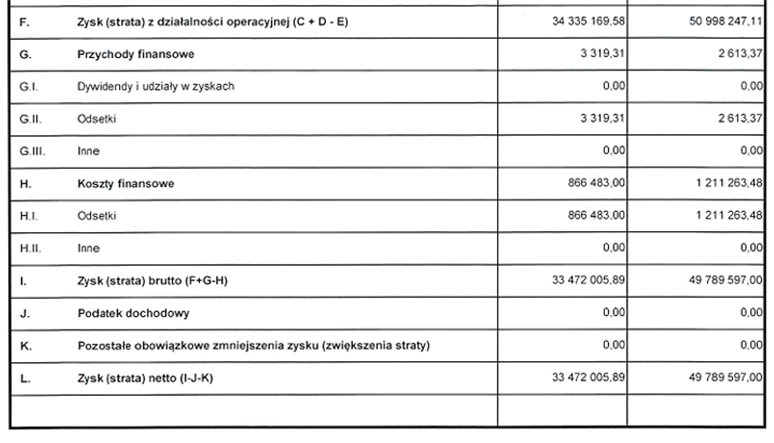 F. Zysk (strata) z działalności operacyjnej (C + D - E) 34 335 169,58 50 998 247,11
G. Przychody finansowe 3 319,31 2 613,37
G.I. Dywidendy i udziały w zyskach 0,00 0,00
G.II. Odsetki 3 319,31 2 613,37
G.III. Inne 0,00 0,00
H. Koszty finansowe 866 483,00 1 211 263,48
H.I. Odsetki 866 483,00 1 211 263,48
H.II. Inne 0,00 0,00
I. Zysk (strata) brutto (F+G-H) 33 472 005,89 49 789 597,00
J. Podatek dochodowy 0,00 0,00
K. Pozostałe obowiązkowe zmniejszenia zysku (zwiększenia straty) 0,00 0,00
L. Zysk (strata) netto (I-J-K) 33 472 005,89 49 789 597,00